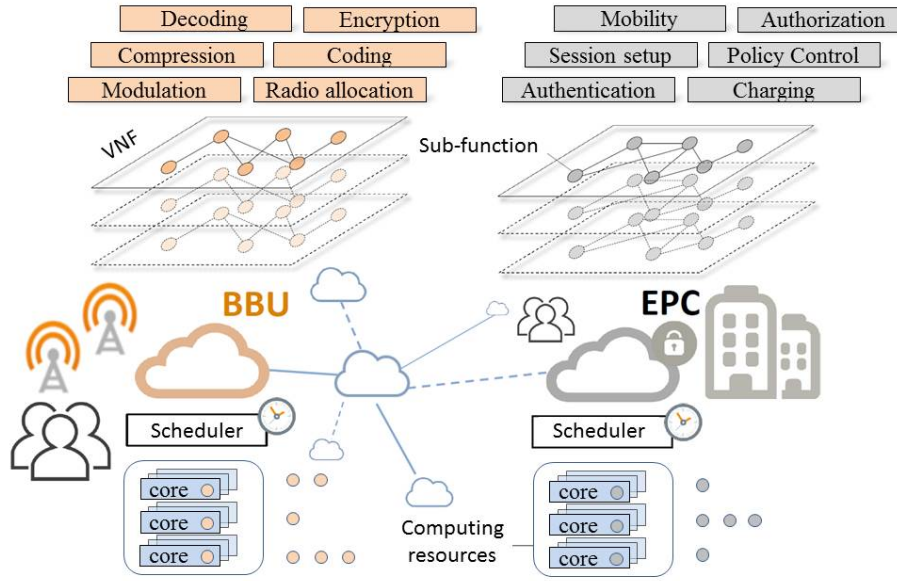 Decoding
Encryption
Mobility
Authorization
Compression
Coding
Session setup
Policy Control
Modulation
Radio allocation
Authentication
Charging
VNF
Sub-function
BBU
EPC
Scheduler
Scheduler
core
core
core
core
core
core
Computing
resources